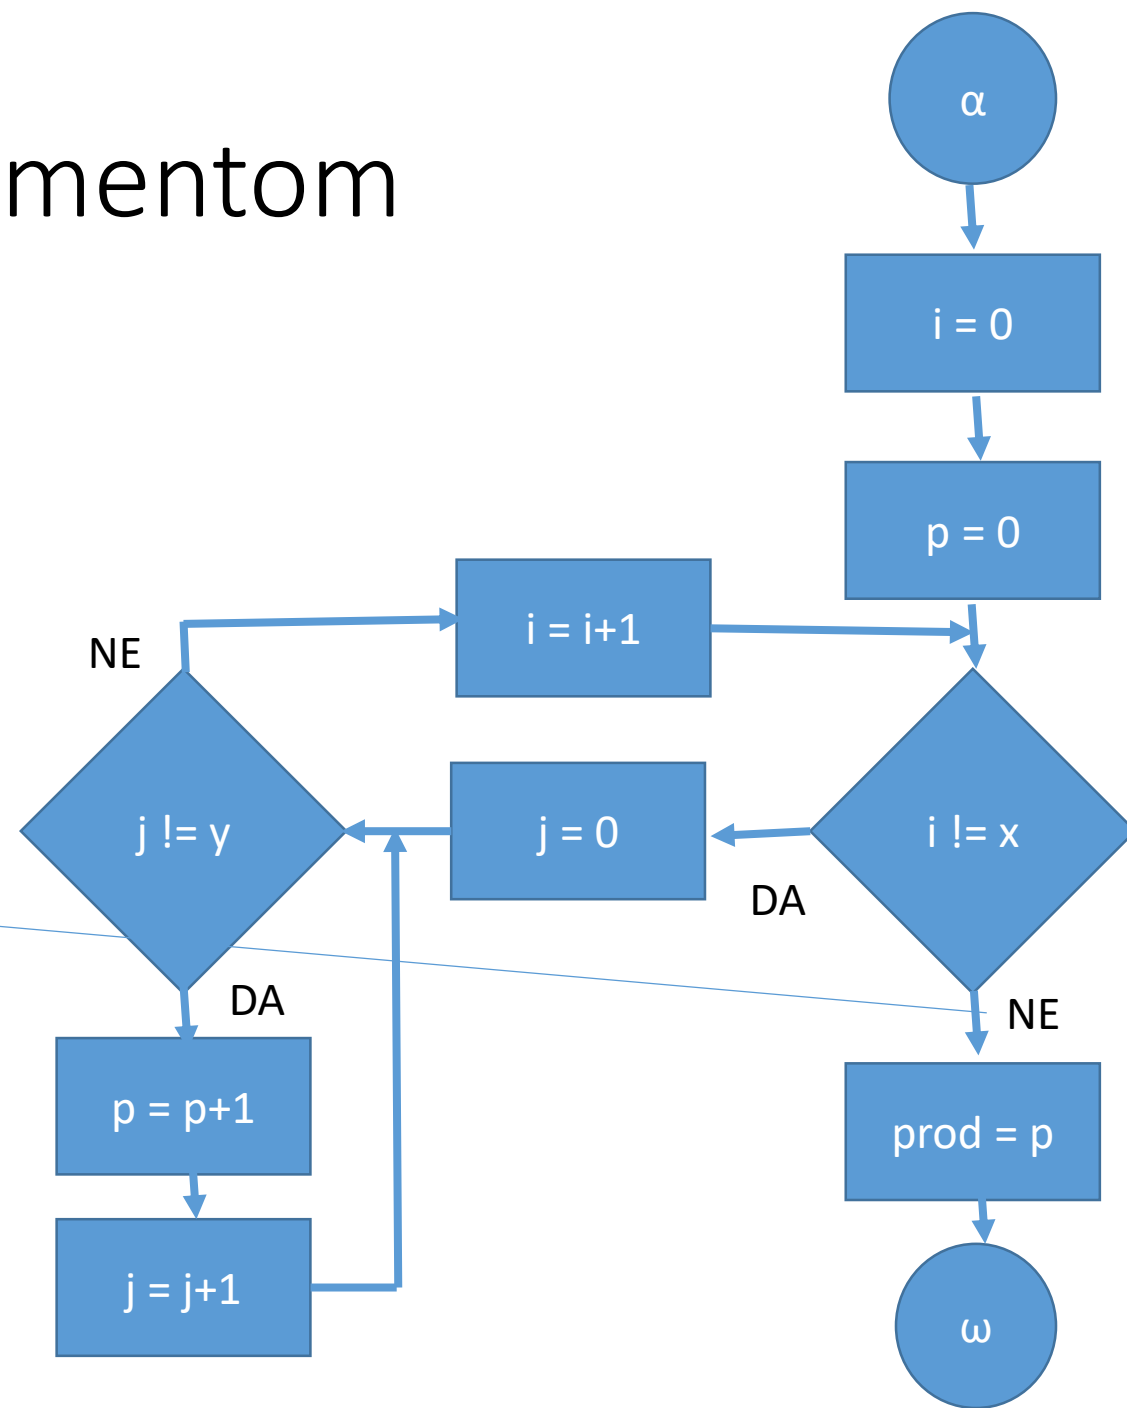 mentom
α
i = 0
p = 0
i = i+1
NE
j != y
j = 0
i != x
DA
DA
NE
p = p+1
prod = p
j = j+1
ω